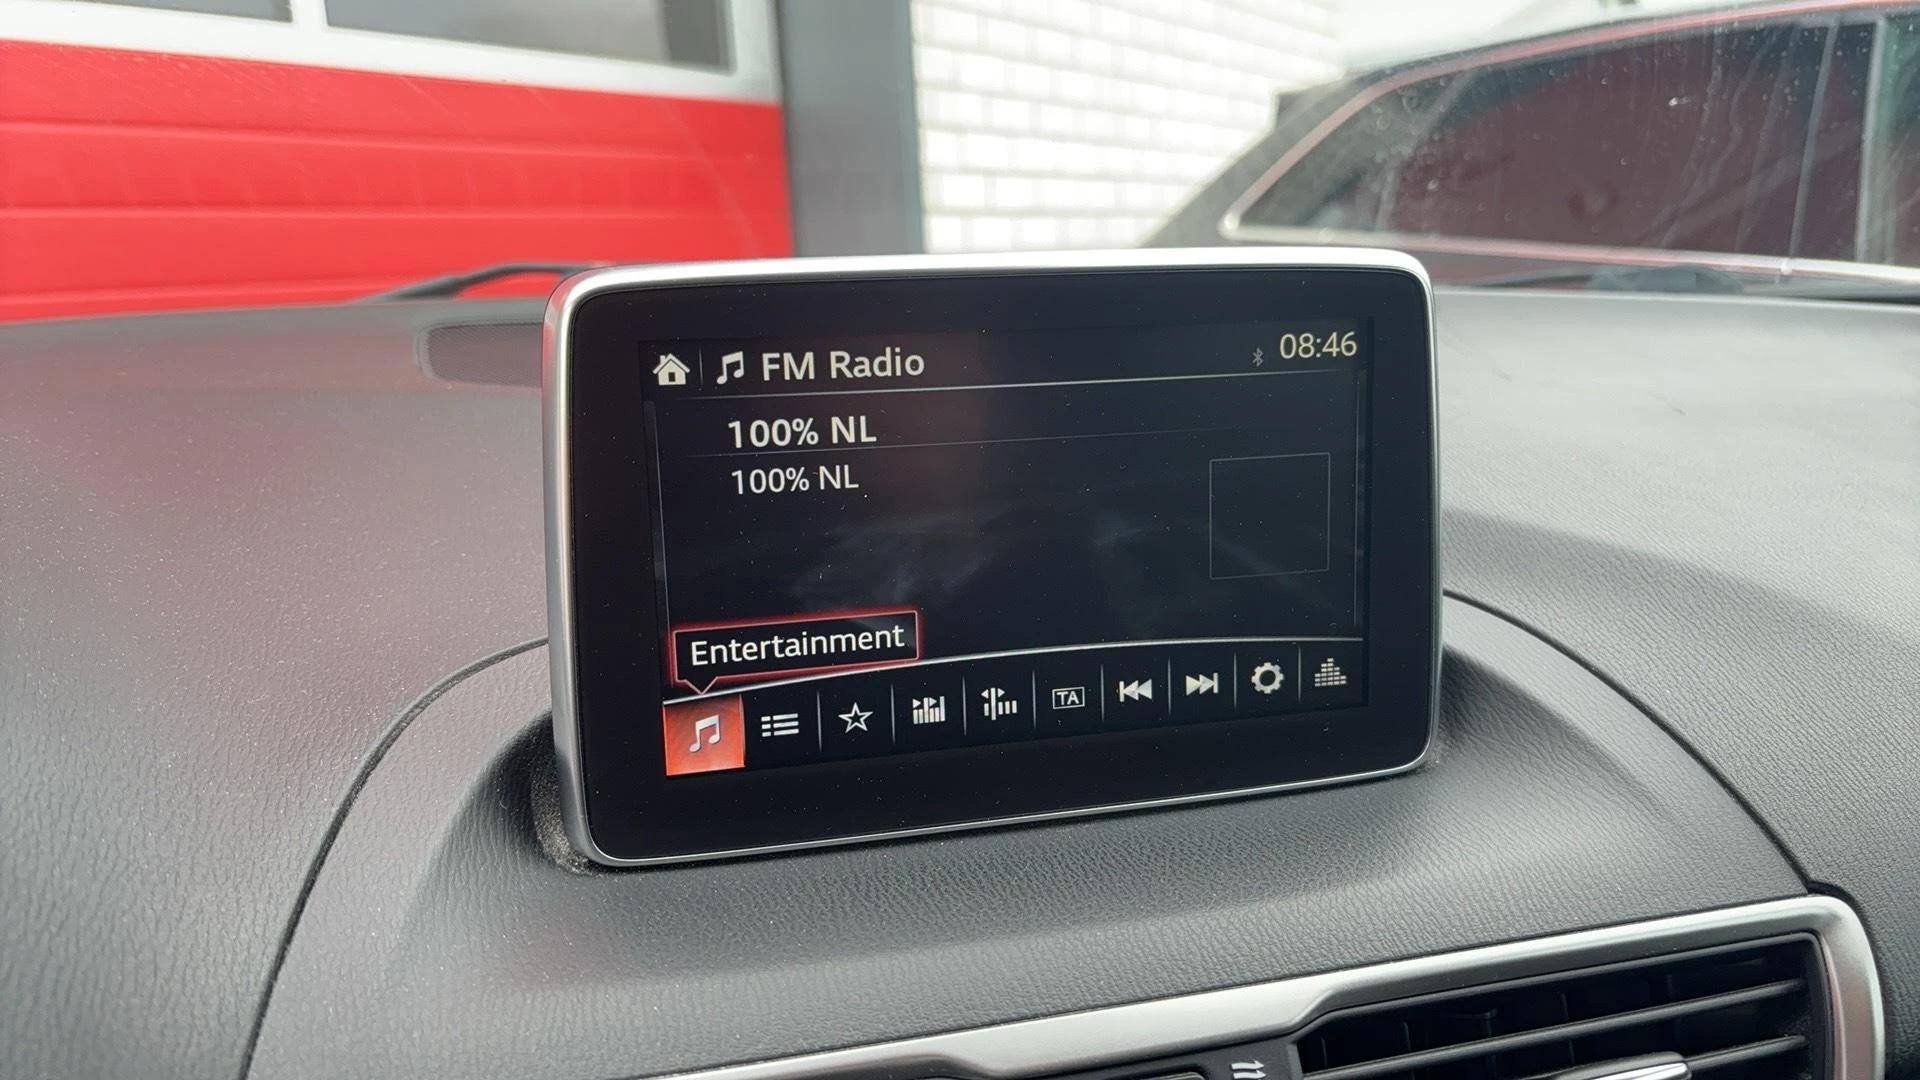 FM Radio
08:46
100% NL
100% NL
Entertainment
TA